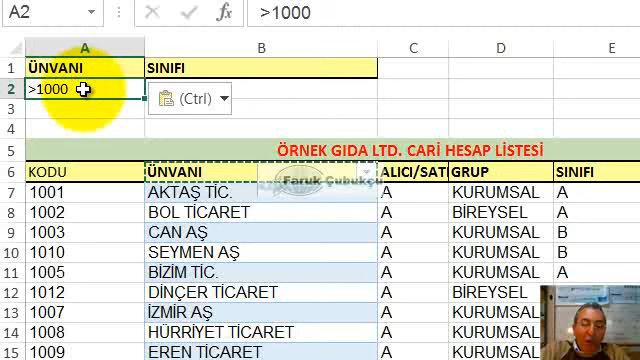 A2 fx >1000
A B C D E
1 ÜNVANI SINIFI
2 >1000 (Ctrl)
3
4
5 ÖRNEK GIDA LTD. CARİ HESAP LİSTESİ
6 KODU ÜNVANI ALICI/SATI GRUP SINIFI
Faruk Çubukçu
7 1001 AKTAŞ TİC. A KURUMSAL A
8 1002 BOL TİCARET A BİREYSEL A
9 1003 CAN AŞ A KURUMSAL B
10 1010 SEYMEN AŞ A KURUMSAL B
11 1005 BİZİM TİC. A KURUMSAL A
12 1012 DİNÇER TİCARET A BİREYSEL
13 1007 İZMİR AŞ A KURUMSAL
14 1008 HÜRRİYET TİCARET A KURUMSAL
15 1009 EREN TİCARET A KURUMSAL